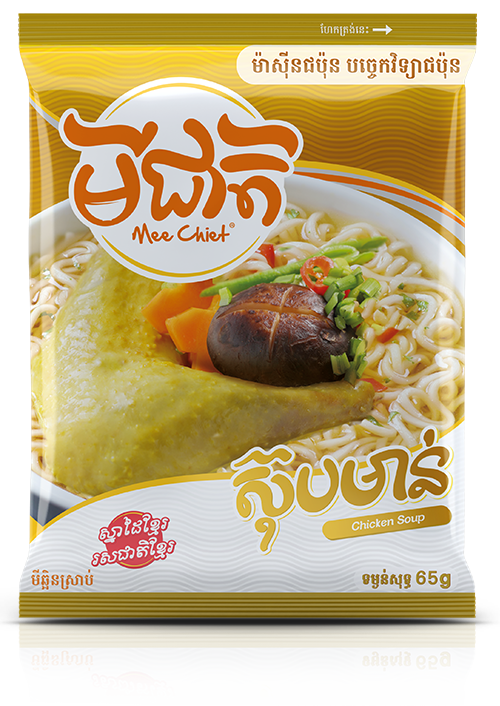 ហែកត្រង់នេះ
ម៉ាស៊ីនជប៉ុន បច្ចេកវិទ្យាជប៉ុន
មីជាតិ
Mee Chiet®
ស៊ុបមាន់
Chicken Soup
ស្នាដៃខ្មែរ
រសជាតិខ្មែរ
មីឆ្អិនស្រាប់
ទម្ងន់សុទ្ធ 65g